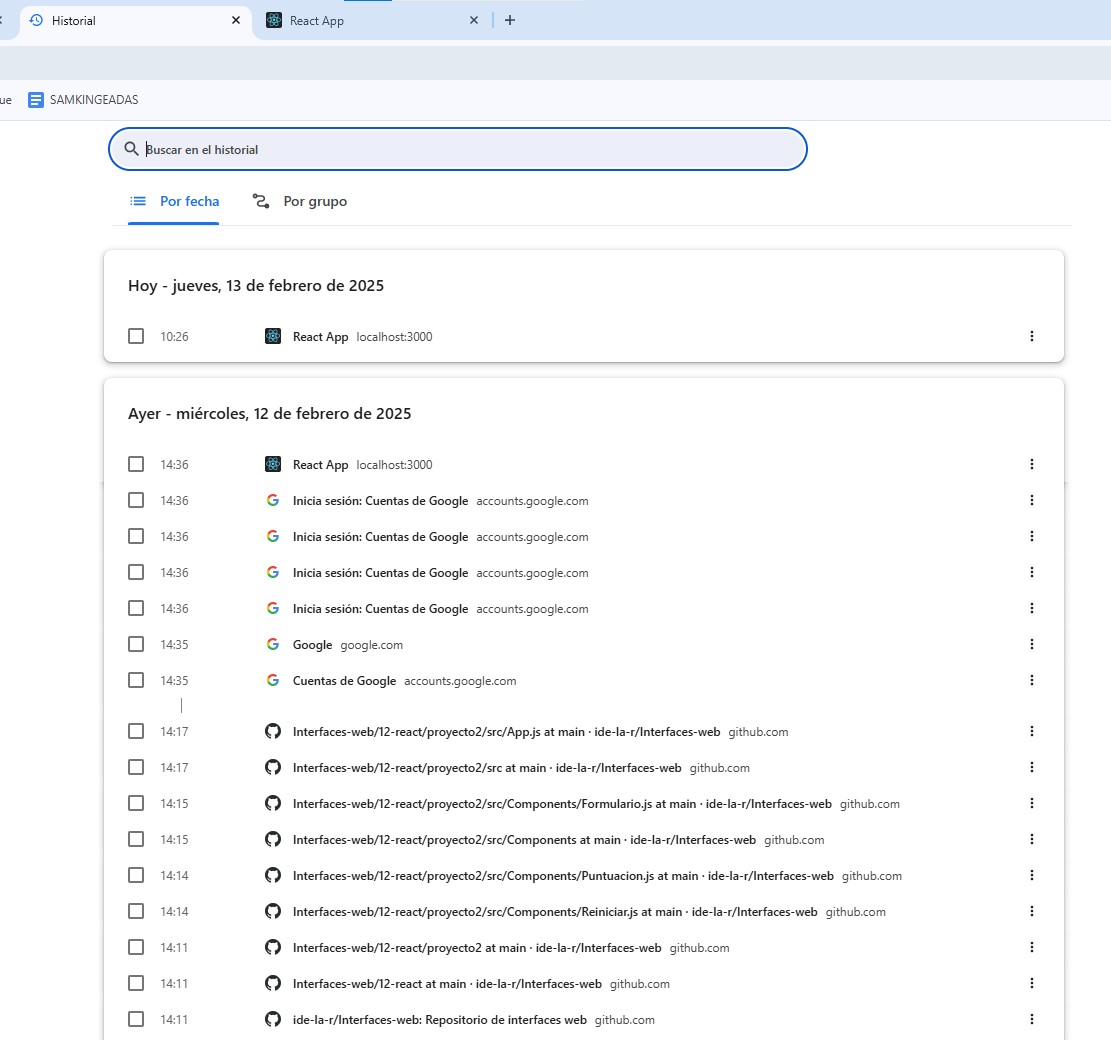 Historial
React App
ue SAMKINGEADAS
Buscar en el historial
Por fecha Por grupo
Hoy - jueves, 13 de febrero de 2025
10:26 React App localhost:3000
Ayer - miércoles, 12 de febrero de 2025
14:36 React App localhost:3000
14:36 Inicia sesión: Cuentas de Google accounts.google.com
14:36 Inicia sesión: Cuentas de Google accounts.google.com
14:36 Inicia sesión: Cuentas de Google accounts.google.com
14:36 Inicia sesión: Cuentas de Google accounts.google.com
14:35 Google google.com
14:35 Cuentas de Google accounts.google.com
14:17 Interfaces-web/12-react/proyecto2/src/App.js at main · ide-la-r/Interfaces-web github.com
14:17 Interfaces-web/12-react/proyecto2/src at main · ide-la-r/Interfaces-web github.com
14:15 Interfaces-web/12-react/proyecto2/src/Components/Formulario.js at main · ide-la-r/Interfaces-web github.com
14:15 Interfaces-web/12-react/proyecto2/src/Components at main · ide-la-r/Interfaces-web github.com
14:14 Interfaces-web/12-react/proyecto2/src/Components/Puntuacion.js at main · ide-la-r/Interfaces-web github.com
14:14 Interfaces-web/12-react/proyecto2/src/Components/Reiniciar.js at main · ide-la-r/Interfaces-web github.com
14:11 Interfaces-web/12-react/proyecto2 at main · ide-la-r/Interfaces-web github.com
14:11 Interfaces-web/12-react at main · ide-la-r/Interfaces-web github.com
14:11 ide-la-r/Interfaces-web: Repositorio de interfaces web github.com